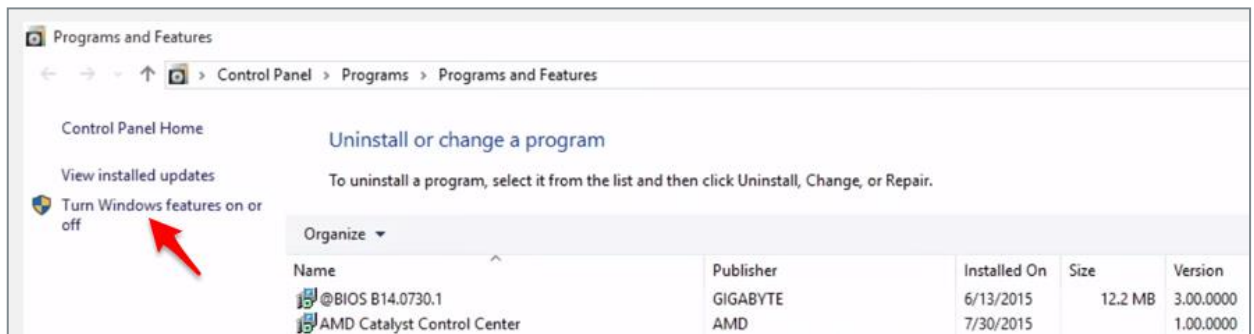 Programs and Features
Control Panel > Programs > Programs and Features
Control Panel Home
Uninstall or change a program
View installed updates
To uninstall a program, select it from the list and then click Uninstall, Change, or Repair.
Turn Windows features on or
off
Organize
Name Publisher Installed On Size Version
@BIOS B14.0730.1 GIGABYTE 6/13/2015 12.2 MB 3.00.0000
AMD Catalyst Control Center AMD 7/30/2015 1.00.0000